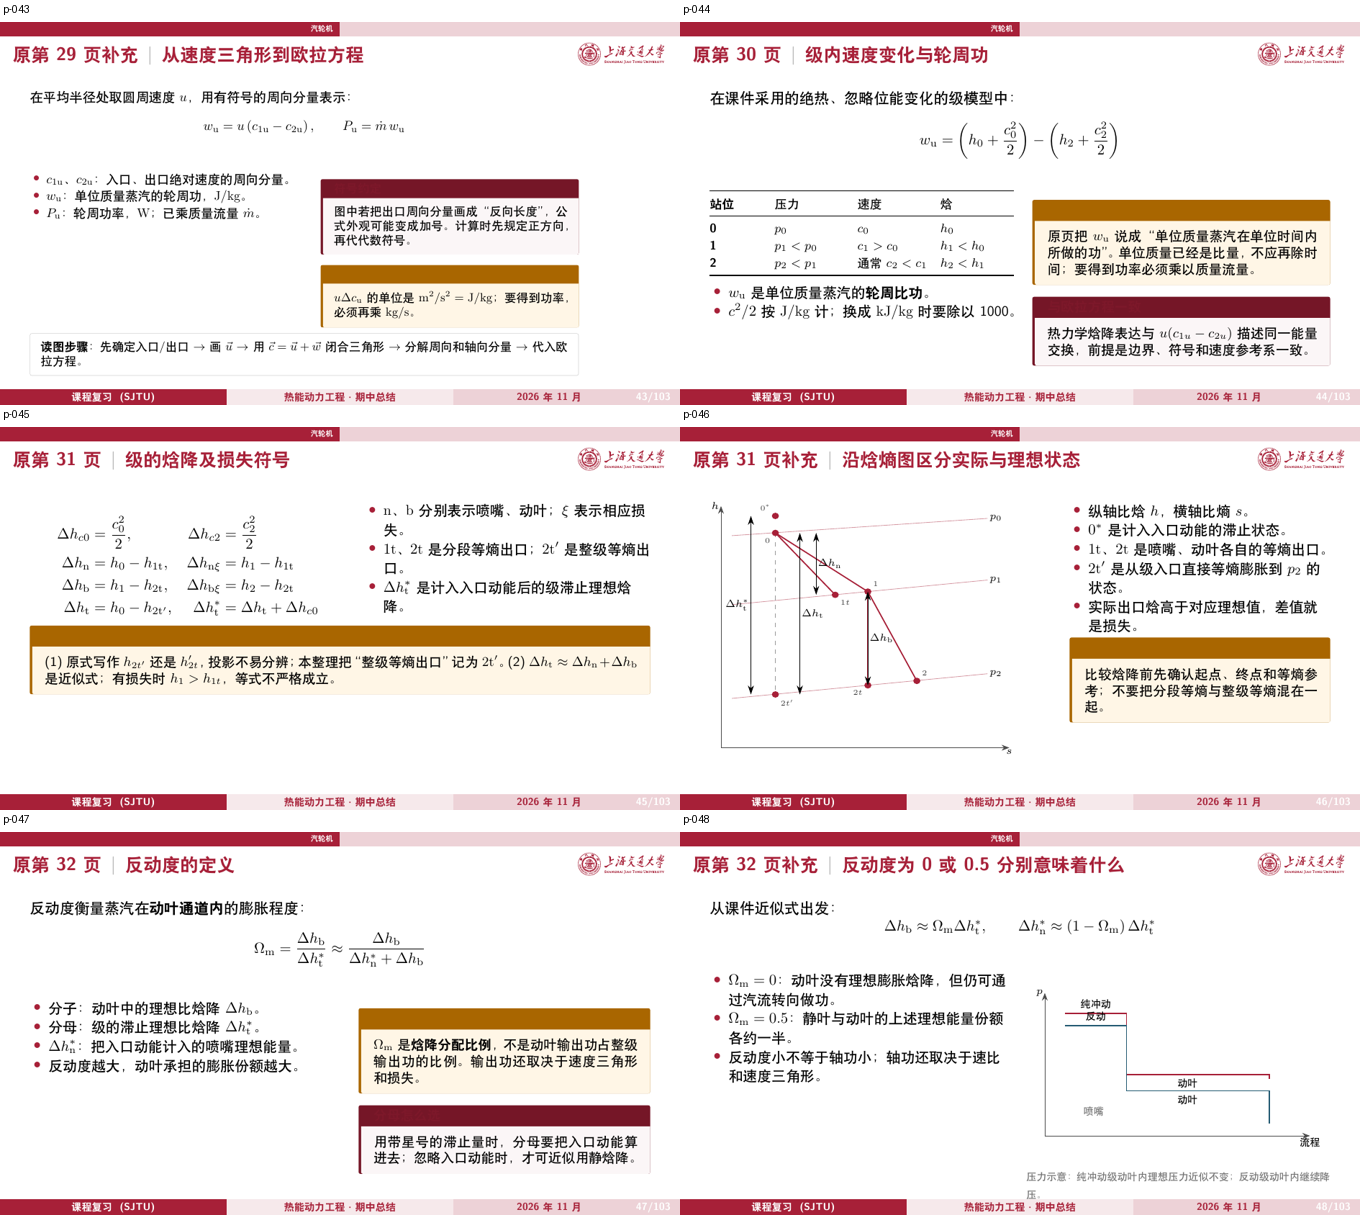 p-043
汽轮机
原第 29 页补充 | 从速度三角形到欧拉方程
上海交通大学
SHANGHAI JIAO TONG UNIVERSITY
在平均半径处取圆周速度 u，用有符号的周向分量表示：
w_u = u (c_1u − c_2u) ,   P_u = ṁ w_u
• c_1u、c_2u：入口、出口绝对速度的周向分量。
• w_u：单位质量蒸汽的轮周功，J/kg。
• P_u：轮周功率，W；已乘质量流量 ṁ。
图中若把出口周向分量画成 “反向长度”，公
式外观可能变成加号。计算时先规定正方向，
再代代数符号。
uΔc_u 的单位是 m²/s² = J/kg；要得到功率，
必须再乘 kg/s。
读图步骤：先确定入口/出口 → 画 u⃗ → 用 c⃗ = u⃗ + w⃗ 闭合三角形 → 分解周向和轴向分量 → 代入欧
拉方程。
课程复习 (SJTU)   热能动力工程 · 期中总结   2026 年 11 月   43/103
p-044
汽轮机
原第 30 页 | 级内速度变化与轮周功
上海交通大学
SHANGHAI JIAO TONG UNIVERSITY
在课件采用的绝热、忽略位能变化的级模型中：
w_u = (h_0 + c_0²/2) − (h_2 + c_2²/2)
站位   压力   速度   焓
0   p_0   c_0   h_0
1   p_1 < p_0   c_1 > c_0   h_1 < h_0
2   p_2 < p_1   通常 c_2 < c_1   h_2 < h_1
• w_u 是单位质量蒸汽的轮周比功。
• c²/2 按 J/kg 计；换成 kJ/kg 时要除以 1000。
原页把 w_u 说成 “单位质量蒸汽在单位时间内
所做的功”。单位质量已经是比量，不应再除时
间；要得到功率必须乘以质量流量。
热力学焓降表达与 u(c_1u − c_2u) 描述同一能量
交换，前提是边界、符号和速度参考系一致。
课程复习 (SJTU)   热能动力工程 · 期中总结   2026 年 11 月   44/103
p-045
汽轮机
原第 31 页 | 级的焓降及损失符号
上海交通大学
SHANGHAI JIAO TONG UNIVERSITY
Δh_c0 = c_0²/2,   Δh_c2 = c_2²/2
Δh_n = h_0 − h_1t,   Δh_nξ = h_1 − h_1t
Δh_b = h_1 − h_2t,   Δh_bξ = h_2 − h_2t
Δh_t = h_0 − h_2t′,   Δh_t* = Δh_t + Δh_c0
• n、b 分别表示喷嘴、动叶；ξ 表示相应损
失。
• 1t、2t 是分段等熵出口；2t′ 是整级等熵出
口。
• Δh_t* 是计入入口动能后的级滞止理想焓
降。
(1) 原式写作 h_2t′ 还是 h′_2t，投影不易分辨；本整理把 “整级等熵出口” 记为 2t′。(2) Δh_t ≈ Δh_n + Δh_b
是近似式；有损失时 h_1 > h_1t，等式不严格成立。
课程复习 (SJTU)   热能动力工程 · 期中总结   2026 年 11 月   45/103
p-046
汽轮机
原第 31 页补充 | 沿焓熵图区分实际与理想状态
上海交通大学
SHANGHAI JIAO TONG UNIVERSITY
h
0*
p_0
0
Δh_n
1
p_1
Δh_t*
1t
Δh_t
Δh_b
2
p_2
2t
2t′
s
• 纵轴比焓 h，横轴比熵 s。
• 0* 是计入入口动能的滞止状态。
• 1t、2t 是喷嘴、动叶各自的等熵出口。
• 2t′ 是从级入口直接等熵膨胀到 p_2 的
状态。
• 实际出口焓高于对应理想值，差值就
是损失。
比较焓降前先确认起点、终点和等熵参
考；不要把分段等熵与整级等熵混在一
起。
课程复习 (SJTU)   热能动力工程 · 期中总结   2026 年 11 月   46/103
p-047
汽轮机
原第 32 页 | 反动度的定义
上海交通大学
SHANGHAI JIAO TONG UNIVERSITY
反动度衡量蒸汽在动叶通道内的膨胀程度：
Ω_m = Δh_b/Δh_t* ≈ Δh_b/(Δh_n* + Δh_b)
• 分子：动叶中的理想比焓降 Δh_b。
• 分母：级的滞止理想比焓降 Δh_t*。
• Δh_n*：把入口动能计入的喷嘴理想能量。
• 反动度越大，动叶承担的膨胀份额越大。
Ω_m 是焓降分配比例，不是动叶输出功占整级
输出功的比例。输出功还取决于速度三角形
和损失。
用带星号的滞止量时，分母要把入口动能算
进去；忽略入口动能时，才可近似用静焓降。
课程复习 (SJTU)   热能动力工程 · 期中总结   2026 年 11 月   47/103
p-048
汽轮机
原第 32 页补充 | 反动度为 0 或 0.5 分别意味着什么
上海交通大学
SHANGHAI JIAO TONG UNIVERSITY
从课件近似式出发：
Δh_b ≈ Ω_m Δh_t*,   Δh_n* ≈ (1 − Ω_m) Δh_t*
• Ω_m = 0：动叶没有理想膨胀焓降，但仍可通
过汽流转向做功。
• Ω_m = 0.5：静叶与动叶的上述理想能量份额
各约一半。
• 反动度小不等于轴功小；轴功还取决于速比
和速度三角形。
p
纯冲动
反动
动叶
动叶
喷嘴
流程
压力示意：纯冲动级动叶内理想压力近似不变；反动级动叶内继续降
压。
课程复习 (SJTU)   热能动力工程 · 期中总结   2026 年 11 月   48/103